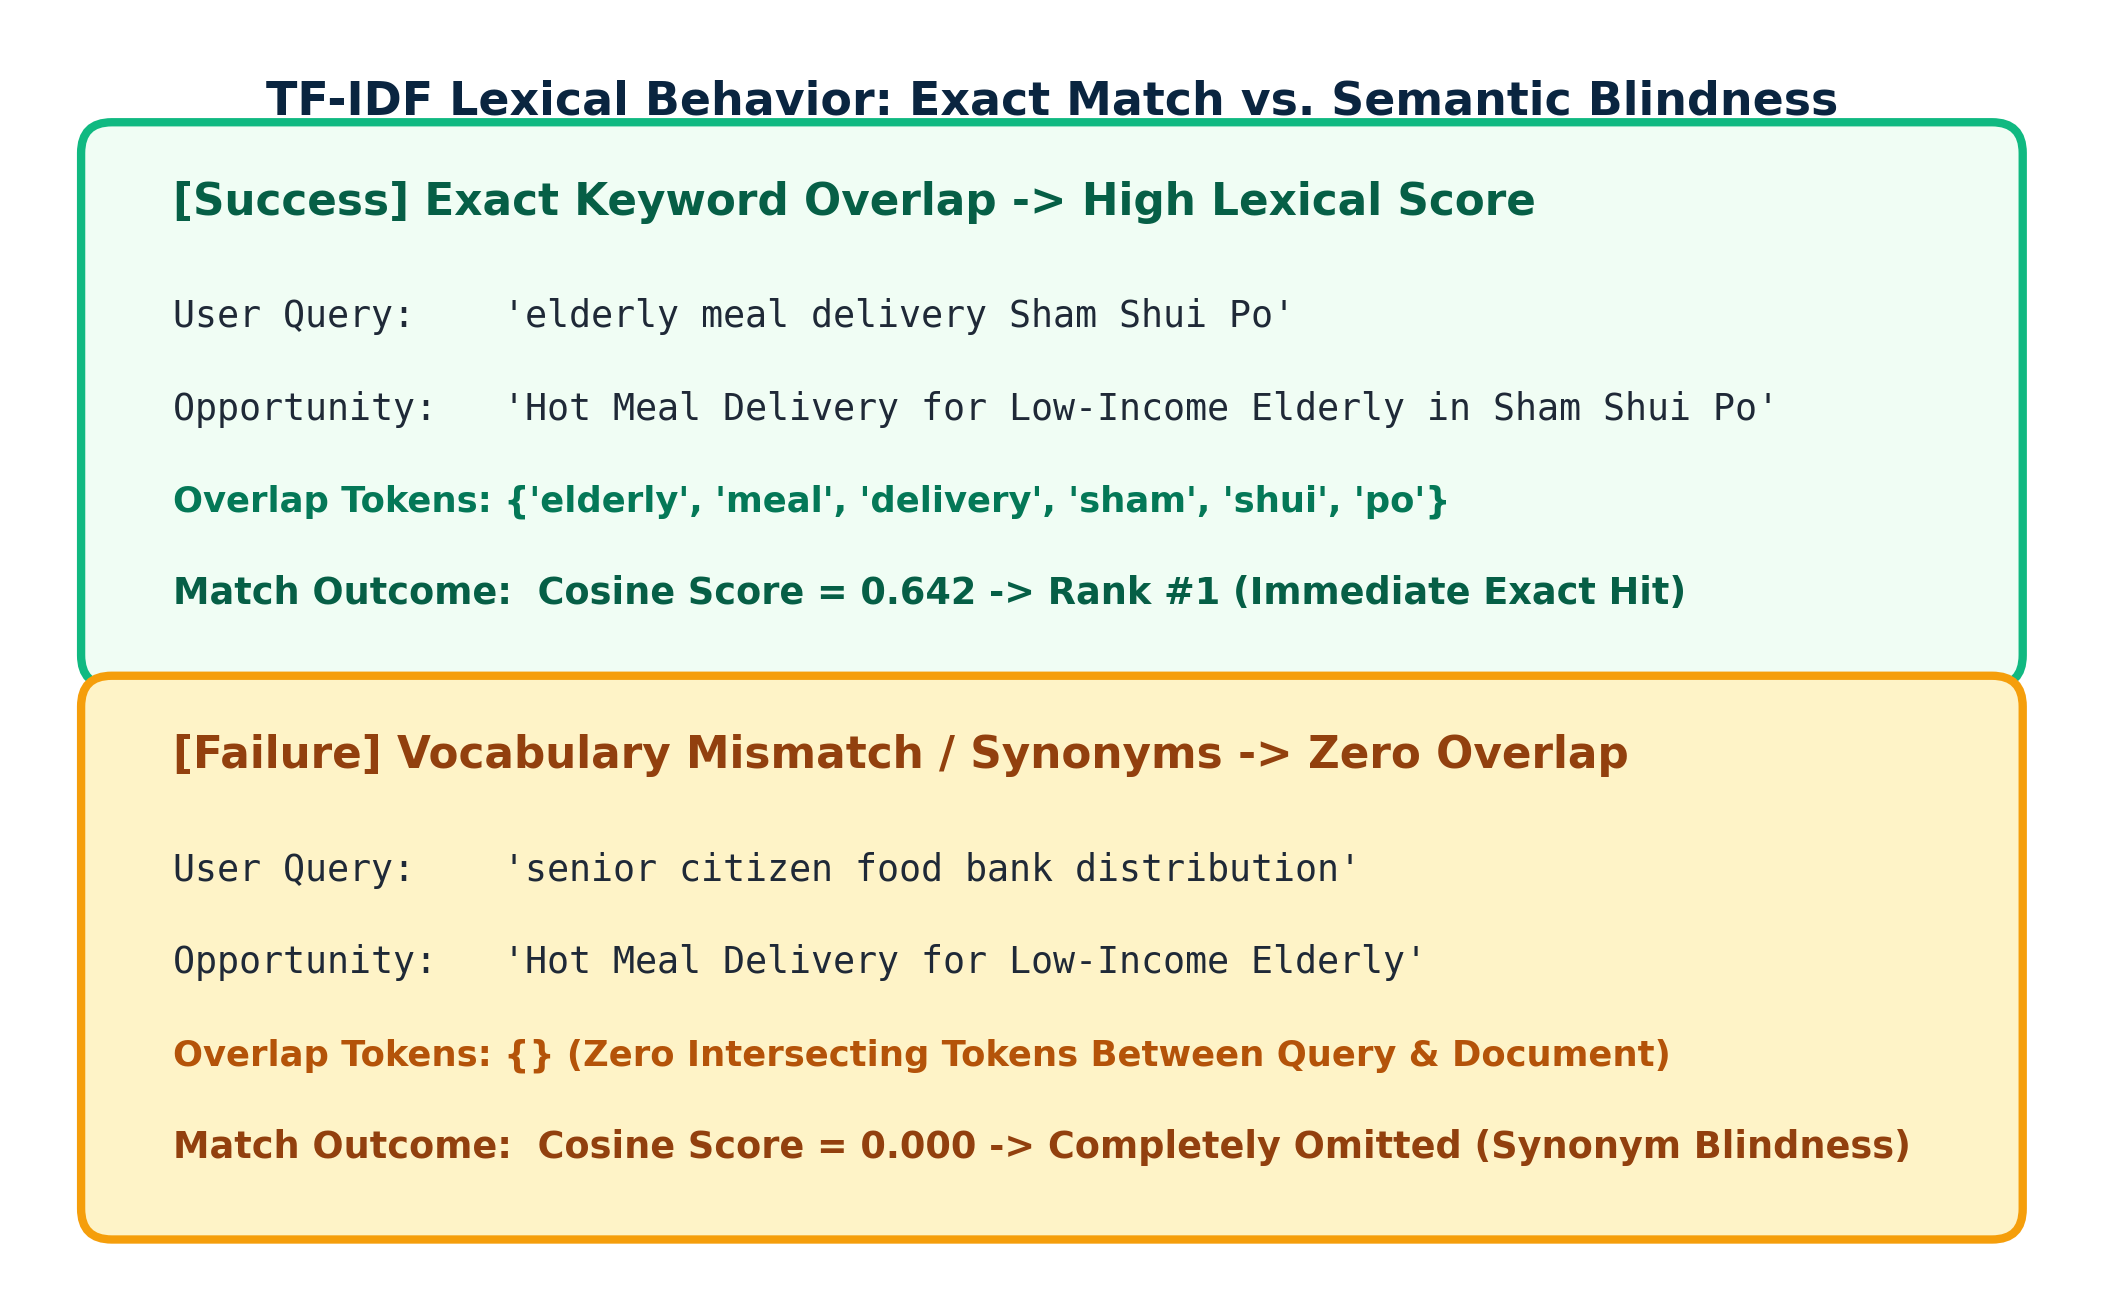 TF-IDF Lexical Behavior: Exact Match vs. Semantic Blindness
[Success] Exact Keyword Overlap -> High Lexical Score
User Query: 'elderly meal delivery Sham Shui Po'
Opportunity: 'Hot Meal Delivery for Low-Income Elderly in Sham Shui Po'
Overlap Tokens: {'elderly', 'meal', 'delivery', 'sham', 'shui', 'po'}
Match Outcome: Cosine Score = 0.642 -> Rank #1 (Immediate Exact Hit)
[Failure] Vocabulary Mismatch / Synonyms -> Zero Overlap
User Query: 'senior citizen food bank distribution'
Opportunity: 'Hot Meal Delivery for Low-Income Elderly'
Overlap Tokens: {} (Zero Intersecting Tokens Between Query & Document)
Match Outcome: Cosine Score = 0.000 -> Completely Omitted (Synonym Blindness)